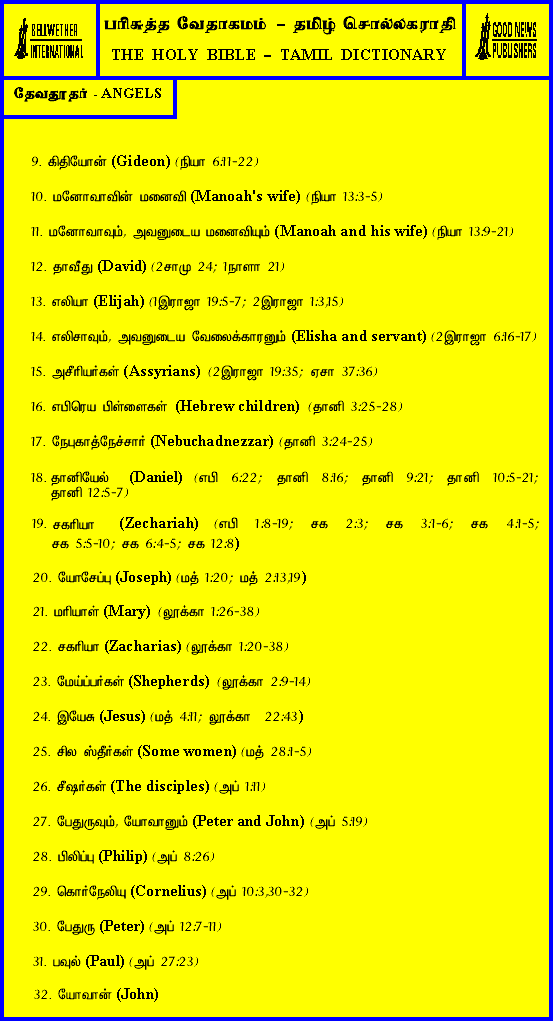 BELLWETHER
INTERNATIONAL
பரிசுத்த வேதாகமம் - தமிழ் சொல்லகராதி
THE HOLY BIBLE - TAMIL DICTIONARY
GOOD NEWS
PUBLISHERS
தேவதூதர் - ANGELS
9. கிதியோன் (Gideon) (நியா 6:11-22)
10. மனோவாவின் மனைவி (Manoah's wife) (நியா 13:3-5)
11. மனோவாவும், அவனுடைய மனைவியும் (Manoah and his wife) (நியா 13:9-21)
12. தாவீது (David) (2சாமு 24; 1நாளா 21)
13. எலியா (Elijah) (1இராஜா 19:5-7; 2இராஜா 1:3,15)
14. எலிசாவும், அவனுடைய வேலைக்காரனும் (Elisha and servant) (2இராஜா 6:16-17)
15. அசீரியர்கள் (Assyrians) (2இராஜா 19:35; ஏசா 37:36)
16. எபிரெய பிள்ளைகள் (Hebrew children) (தானி 3:25-28)
17. நேபுகாத்நேச்சார் (Nebuchadnezzar) (தானி 3:24-25)
18. தானியேல் (Daniel) (எபி 6:22; தானி 8:16; தானி 9:21; தானி 10:5-21;
தானி 12:5-7)
19. சகரியா (Zechariah) (எபி 1:8-19; சக 2:3; சக 3:1-6; சக 4:1-5;
சக 5:5-10; சக 6:4-5; சக 12:8)
20. யோசேப்பு (Joseph) (மத் 1:20; மத் 2:13,19)
21. மரியாள் (Mary) (லூக்கா 1:26-38)
22. சகரியா (Zacharias) (லூக்கா 1:20-38)
23. மேய்ப்பர்கள் (Shepherds) (லூக்கா 2:9-14)
24. இயேசு (Jesus) (மத் 4:11; லூக்கா 22:43)
25. சில ஸ்தீர்கள் (Some women) (மத் 28:1-5)
26. சீஷர்கள் (The disciples) (அப் 1:11)
27. பேதுருவும், யோவானும் (Peter and John) (அப் 5:19)
28. பிலிப்பு (Philip) (அப் 8:26)
29. கொர்நேலியு (Cornelius) (அப் 10:3,30-32)
30. பேதுரு (Peter) (அப் 12:7-11)
31. பவுல் (Paul) (அப் 27:23)
32. யோவான் (John)